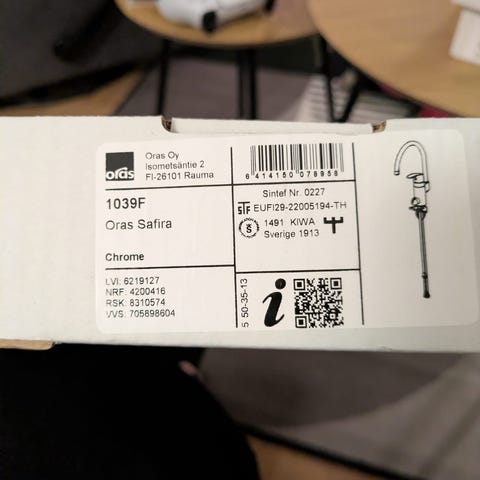 oras
Oras Oy
Isometsäntie 2
FI-26101 Rauma
1039F
Oras Safira
Chrome
LVI: 6219127
NRF: 4200416
RSK: 8310574
VVS: 705898604
6 414150 078958
Sintef Nr. 0227
STF EUFI29-22005194-TH
S 1491 KIWA
Sverige 1913
5 50-35-13
i